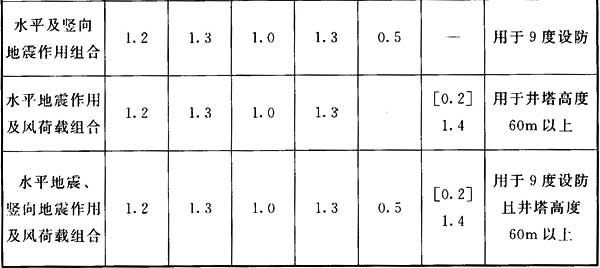 水平及竖向
地震作用组合
1.2
1.3
1.0
1.3
0.5
—
用于9度设防
水平地震作用
及风荷载组合
1.2
1.3
1.0
1.3
[0.2]
1.4
用于井塔高度
60m以上
水平地震、
竖向地震作用
及风荷载组合
1.2
1.3
1.0
1.3
0.5
[0.2]
1.4
用于9度设防
且井塔高度
60m以上